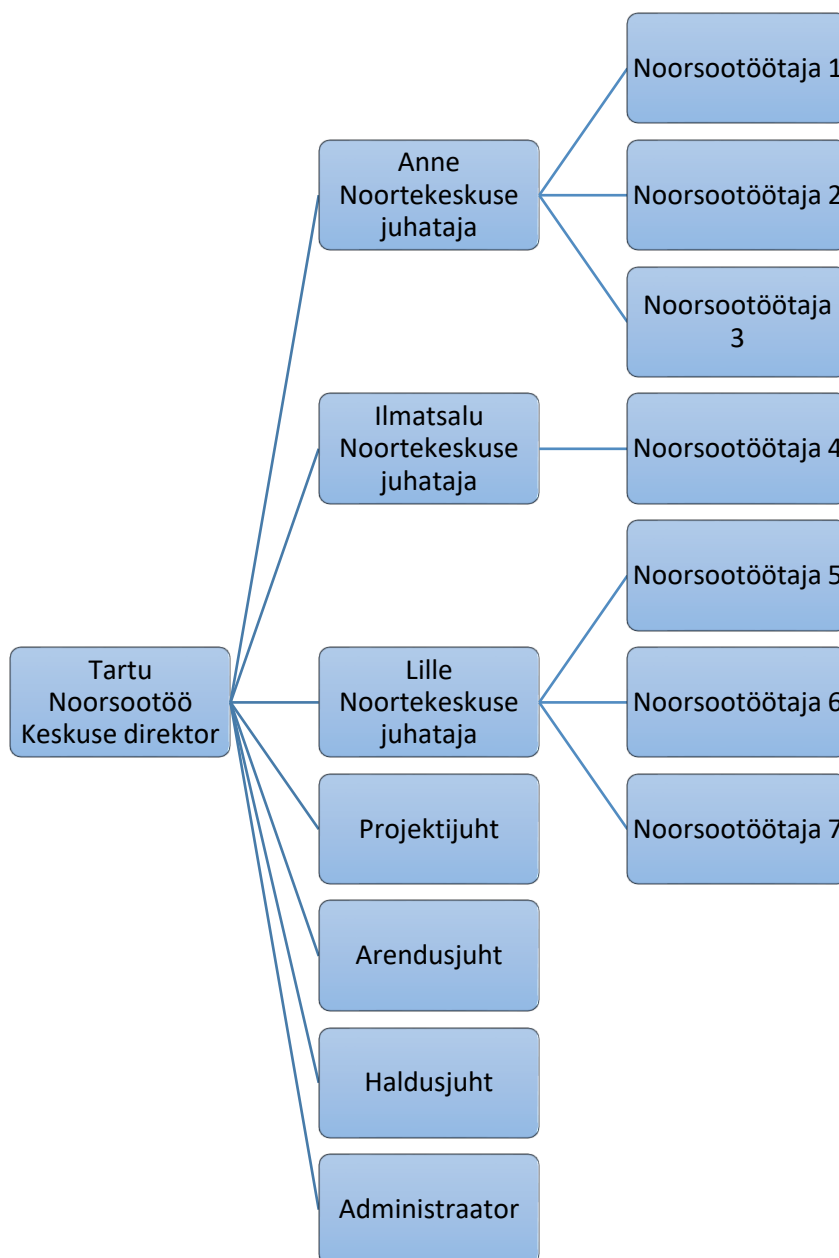 Noorsootöötaja 1
Anne
Noortekeskuse
juhataja
Noorsootöötaja 2
Noorsootöötaja
3
Ilmatsalu
Noortekeskuse
juhataja
Noorsootöötaja 4
Noorsootöötaja 5
Tartu
Noorsootöö
Keskuse direktor
Lille
Noortekeskuse
juhataja
Noorsootöötaja 6
Projektijuht
Noorsootöötaja 7
Arendusjuht
Haldusjuht
Administraator